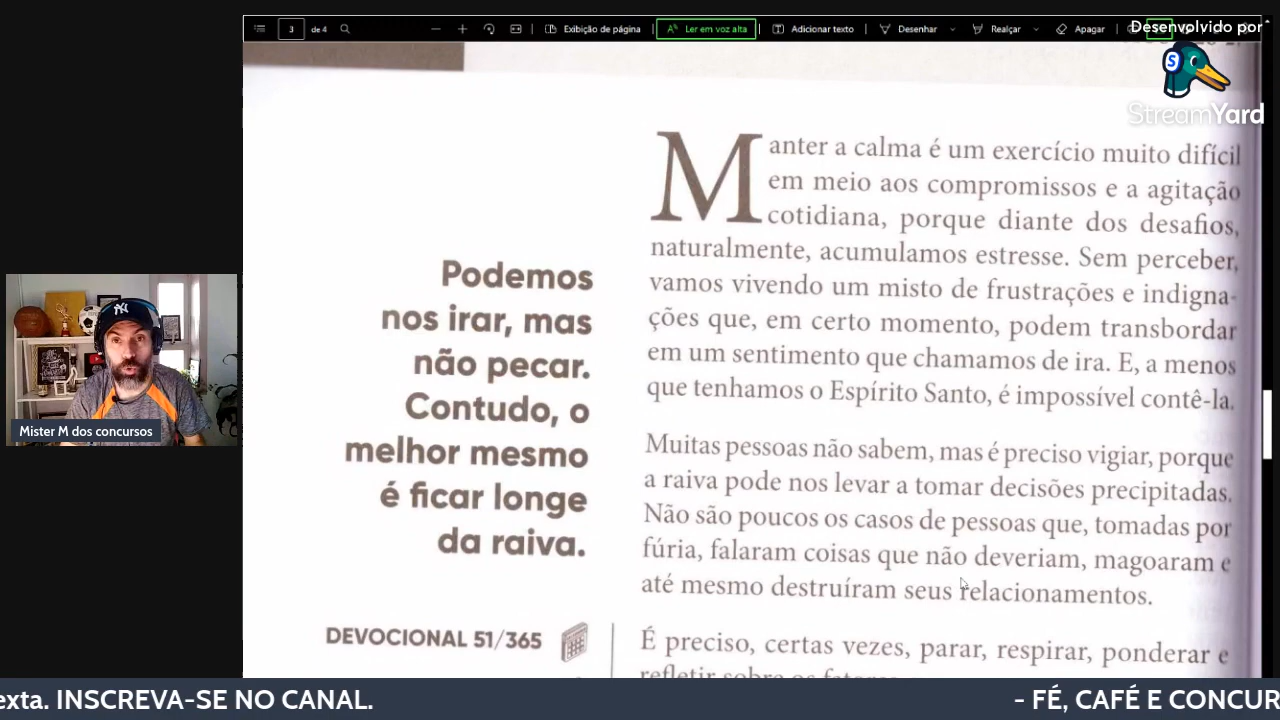 3 de 4
Exibição de página
Ler em voz alta
Adicionar texto
Desenhar
Realçar
Apagar
Desenvolvido por
StreamYard
Manter a calma é um exercício muito difícil
em meio aos compromissos e a agitação
cotidiana, porque diante dos desafios,
naturalmente, acumulamos estresse. Sem perceber,
vamos vivendo um misto de frustrações e indigna-
ções que, em certo momento, podem transbordar
em um sentimento que chamamos de ira. E, a menos
que tenhamos o Espírito Santo, é impossível contê-la.
Muitas pessoas não sabem, mas é preciso vigiar, porque
a raiva pode nos levar a tomar decisões precipitadas.
Não são poucos os casos de pessoas que, tomadas por
fúria, falaram coisas que não deveriam, magoaram e
até mesmo destruíram seus relacionamentos.
É preciso, certas vezes, parar, respirar, ponderar e
refletir sobre os fatores
Podemos
nos irar, mas
não pecar.
Contudo, o
melhor mesmo
é ficar longe
da raiva.
DEVOCIONAL 51/365
Mister M dos concursos
exta. INSCREVA-SE NO CANAL.
- FÉ, CAFÉ E CONCUR